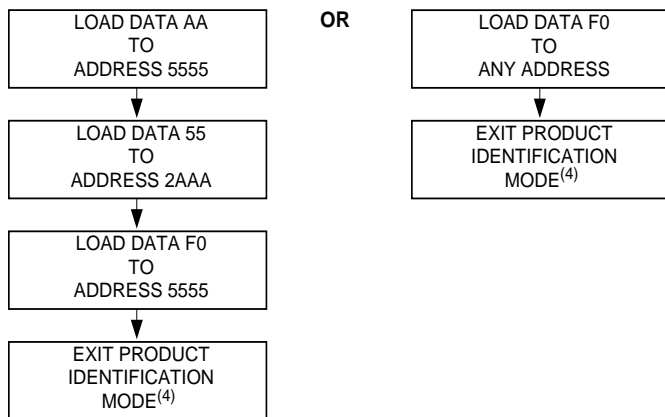 LOAD DATA AA
TO
ADDRESS 5555
LOAD DATA 55
TO
ADDRESS 2AAA
LOAD DATA F0
TO
ADDRESS 5555
EXIT PRODUCT
IDENTIFICATION
MODE(4)
OR
LOAD DATA F0
TO
ANY ADDRESS
EXIT PRODUCT
IDENTIFICATION
MODE(4)